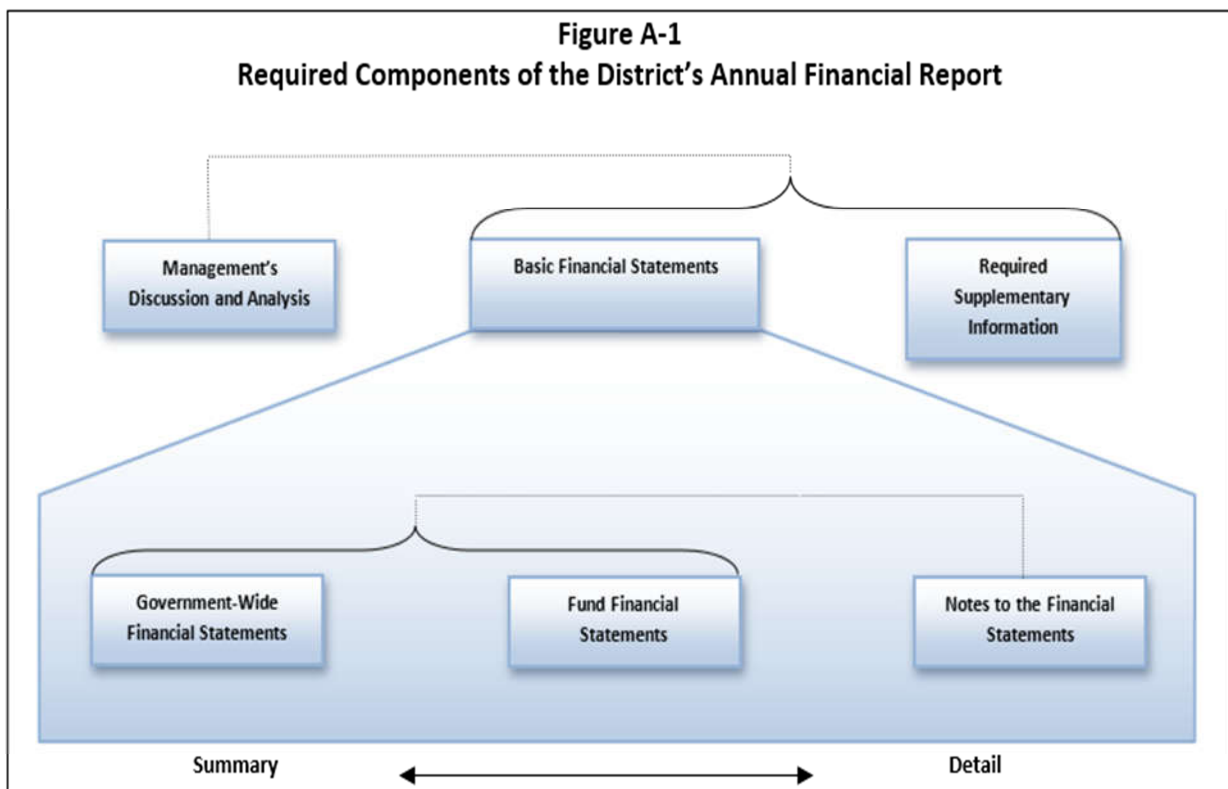 Figure A-1
Required Components of the District’s Annual Financial Report
Management’s
Discussion and Analysis
Basic Financial Statements
Required
Supplementary
Information
Government-Wide
Financial Statements
Fund Financial
Statements
Notes to the Financial
Statements
Summary
Detail